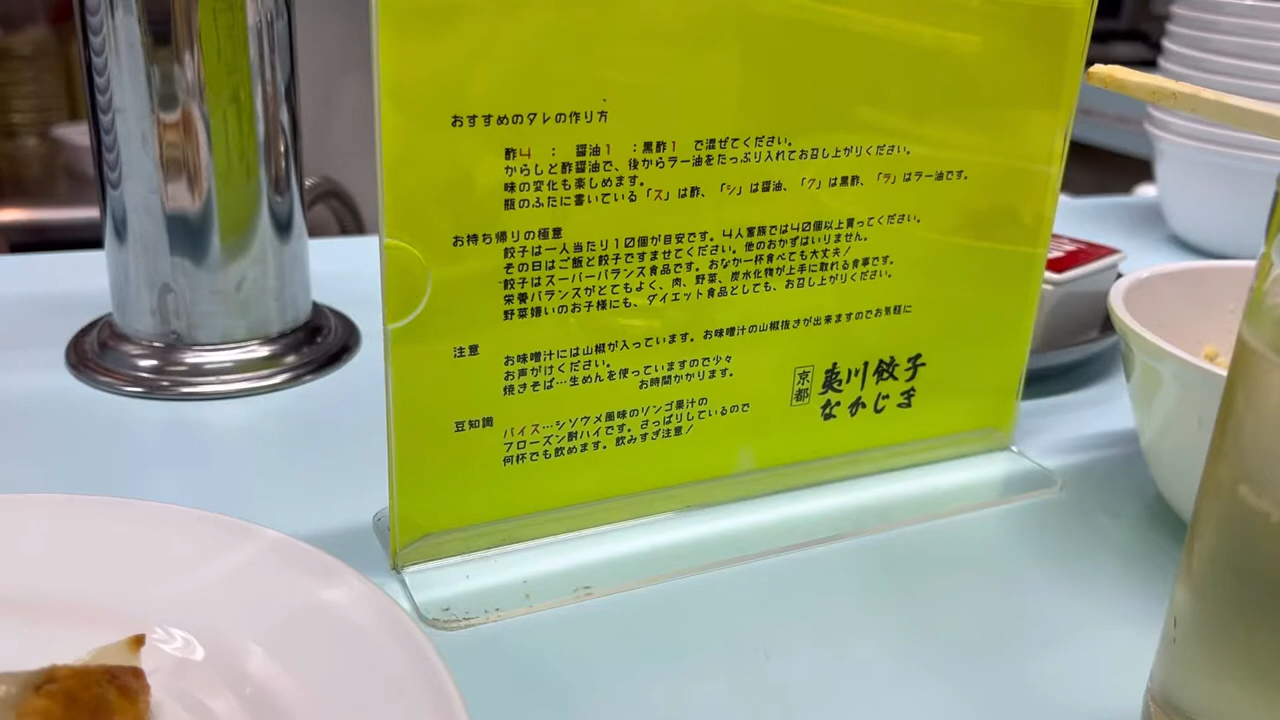 おすすめのタレの作り方
酢4 : 醤油1 :黒酢1 で混ぜてください。
からしと酢醤油で、後からラー油をたっぷり入れてお召し上がりください。
味の変化も楽しめます。
瓶のふたに書いている「ス」は酢、「シ」は醤油、「ク」は黒酢、「ラ」はラー油です。
お持ち帰りの極意
餃子は一人当たり10個が目安です。4人家族では40個以上買ってください。
その日はご飯と餃子ですませてください。他のおかずはいりません。
餃子はスーパーバランス食品です。おなか一杯食べても大丈夫!
栄養バランスがとてもよく、肉、野菜、炭水化物が上手に取れる食事です。
野菜嫌いのお子様にも、ダイエット食品としても、お召し上がりください。
注意
お味噌汁には山椒が入っています。お味噌汁の山椒抜きが出来ますのでお気軽に
お声がけください。
焼きそば…生めんを使っていますので少々
お時間かかります。
豆知識
バイス…シソウメ風味のリンゴ果汁の
フローズン酎ハイです。さっぱりしているので
何杯でも飲めます。飲みすぎ注意!
京都
夷川餃子
なかじま